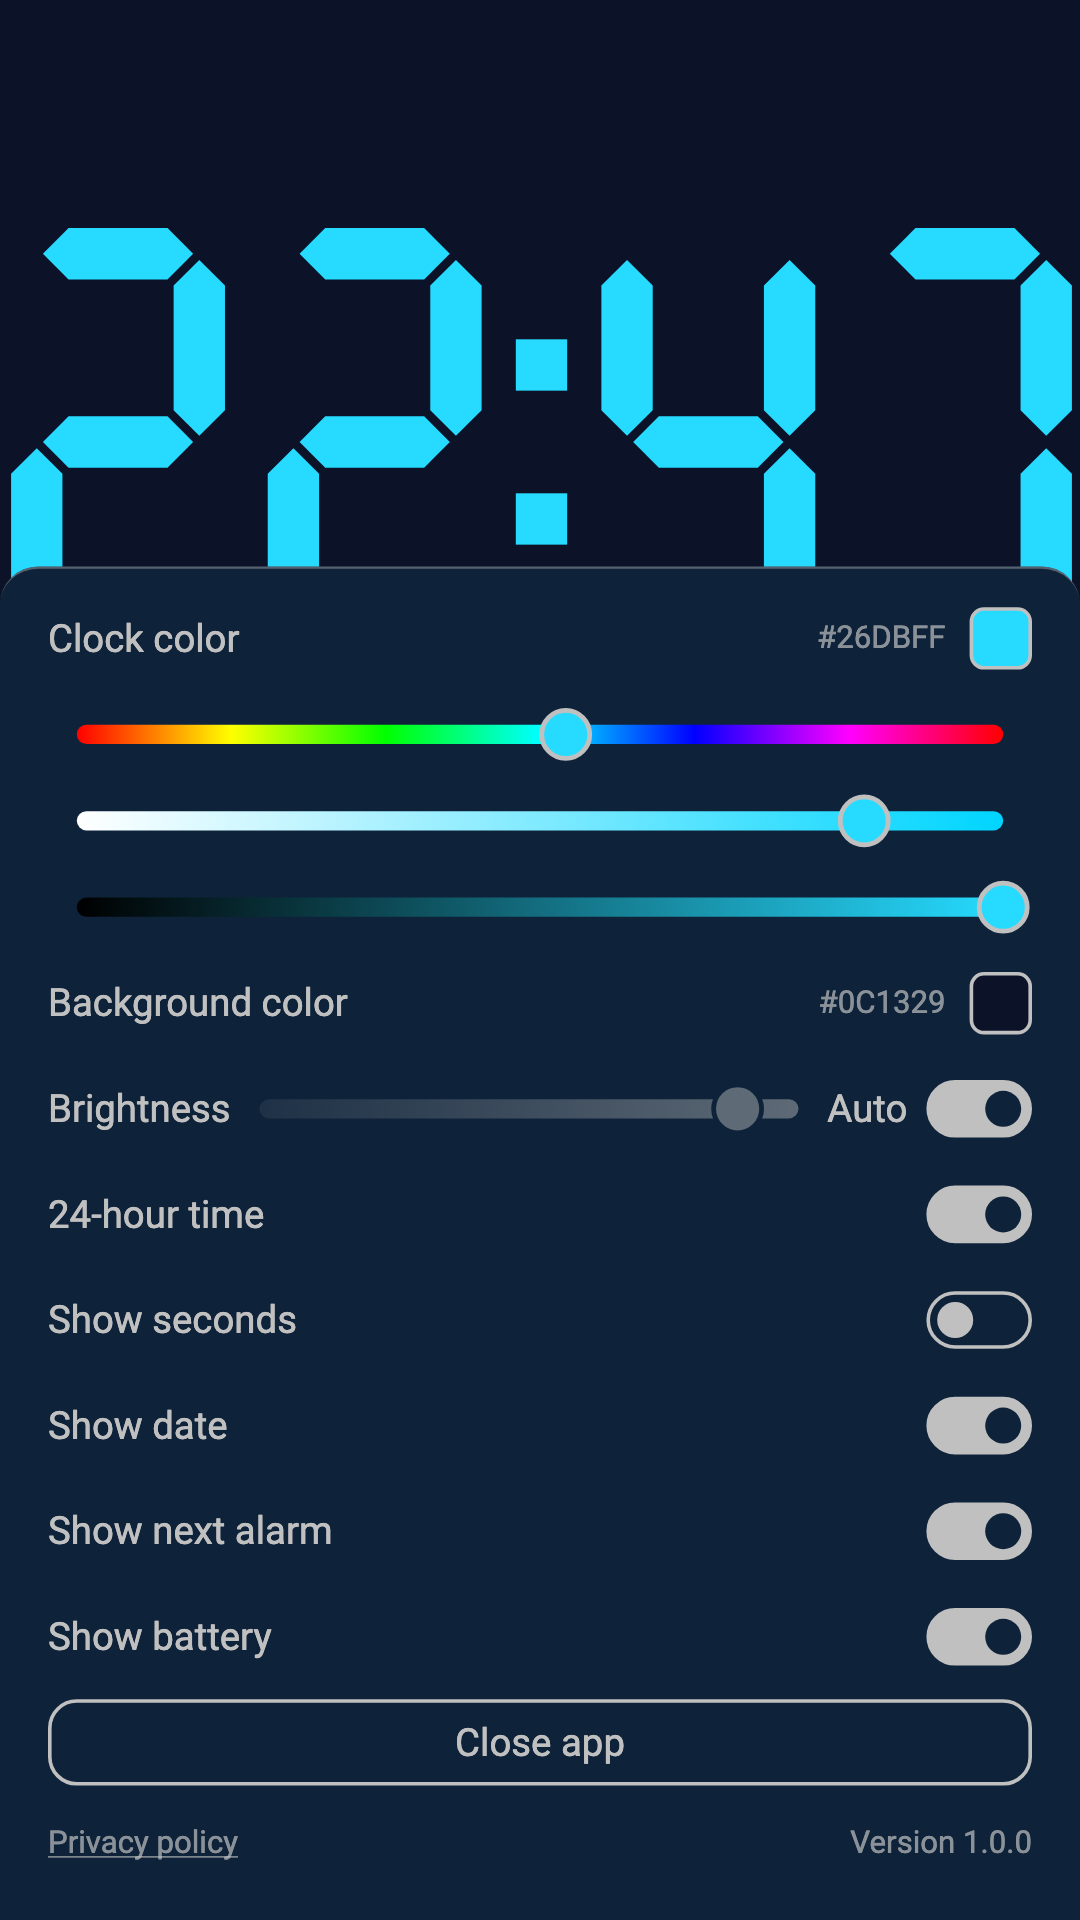 22:47
Clock color #26DBFF
Background color #0C1329
Brightness Auto
24-hour time
Show seconds
Show date
Show next alarm
Show battery
Close app
Privacy policy Version 1.0.0